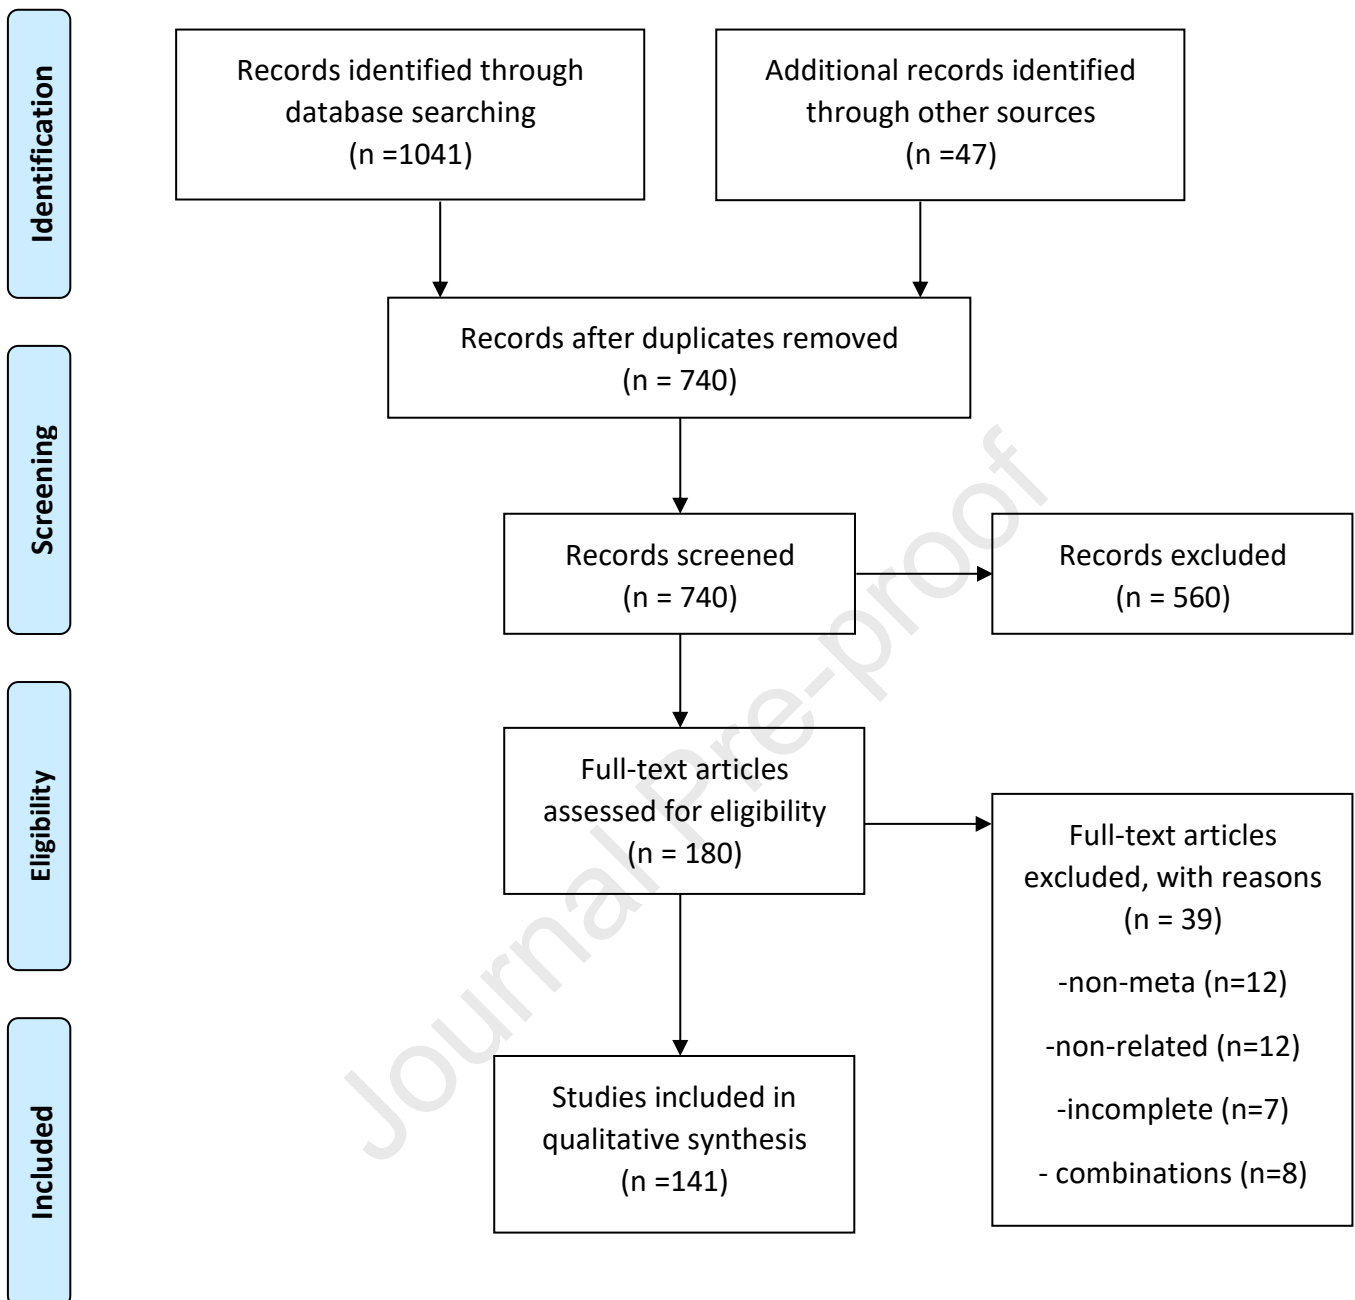 Identification
Records identified through
database searching
(n =1041)
Additional records identified
through other sources
(n =47)
Records after duplicates removed
(n = 740)
Screening
Records screened
(n = 740)
Records excluded
(n = 560)
Eligibility
Full-text articles
assessed for eligibility
(n = 180)
Full-text articles
excluded, with reasons
(n = 39)
-non-meta (n=12)
-non-related (n=12)
-incomplete (n=7)
- combinations (n=8)
Included
Studies included in
qualitative synthesis
(n =141)
Journal Pre-proof